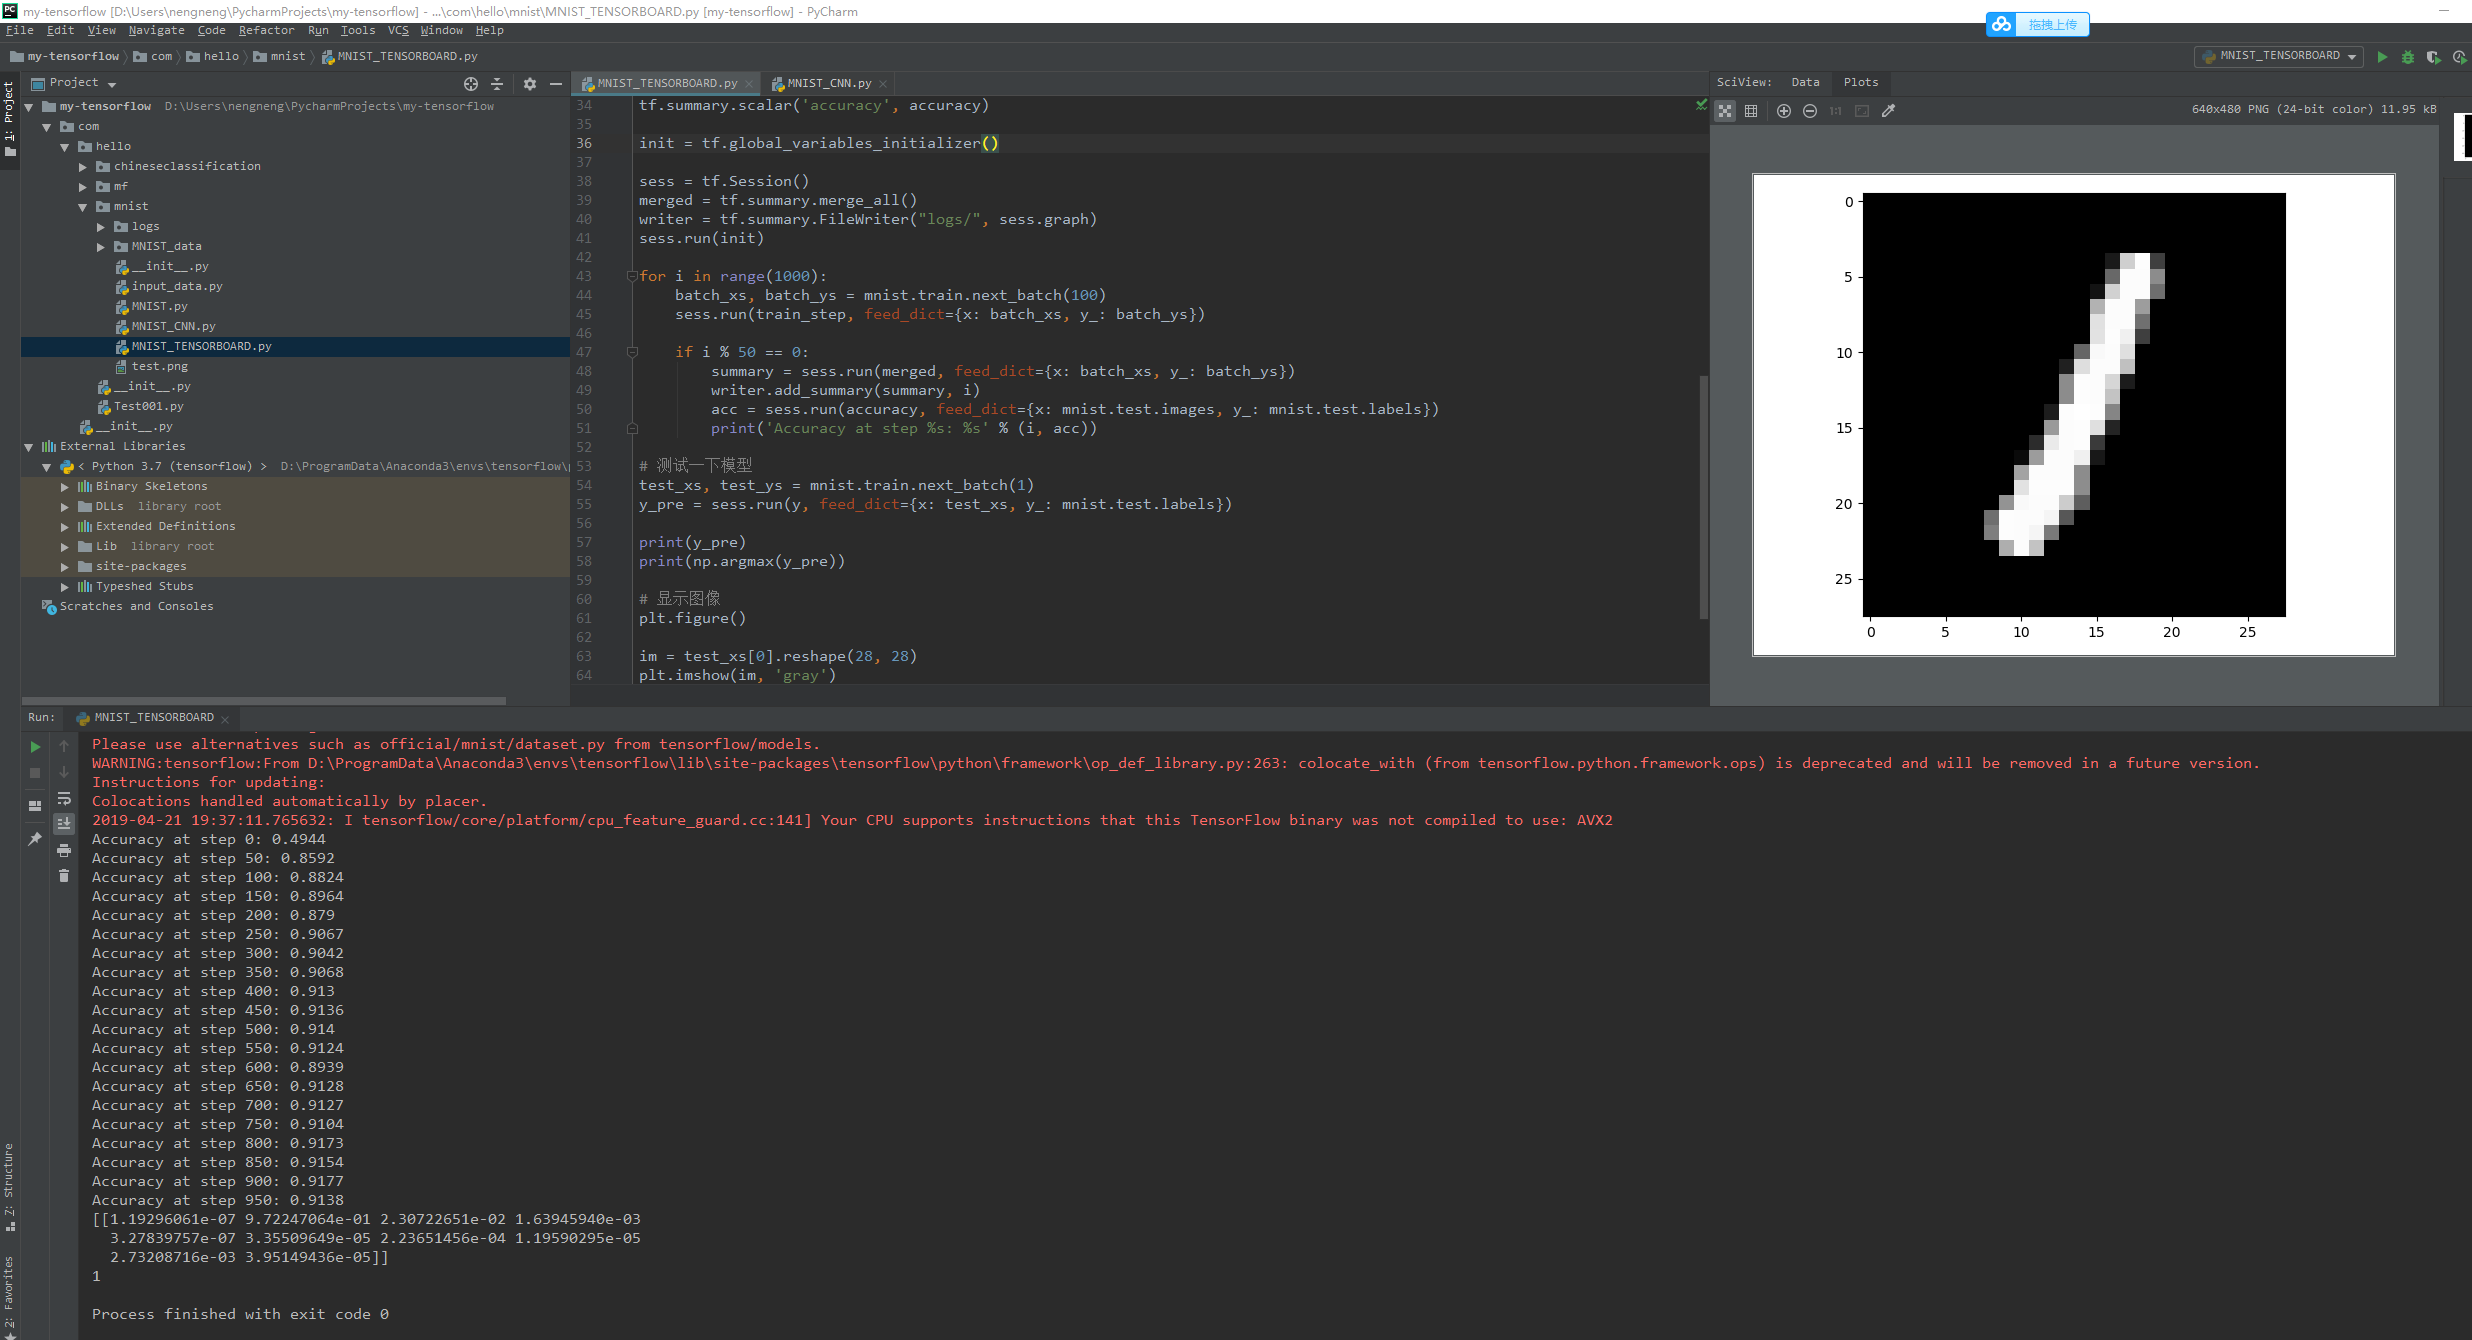 my-tensorflow [D:\Users\nengneng\PycharmProjects\my-tensorflow] - ...\com\hello\mnist\MNIST_TENSORBOARD.py [my-tensorflow] - PyCharm
File Edit View Navigate Code Refactor Run Tools VCS Window Help
拖拽上传
my-tensorflow com hello mnist MNIST_TENSORBOARD.py
MNIST_TENSORBOARD
1: Project
Project
my-tensorflow D:\Users\nengneng\PycharmProjects\my-tensorflow
com
hello
chineseclassification
mf
mnist
logs
MNIST_data
__init__.py
input_data.py
MNIST.py
MNIST_CNN.py
MNIST_TENSORBOARD.py
test.png
__init__.py
Test001.py
__init__.py
External Libraries
< Python 3.7 (tensorflow) > D:\ProgramData\Anaconda3\envs\tensorflow\
Binary Skeletons
DLLs library root
Extended Definitions
Lib library root
site-packages
Typeshed Stubs
Scratches and Consoles
MNIST_TENSORBOARD.py MNIST_CNN.py
34 tf.summary.scalar('accuracy', accuracy)
35
36 init = tf.global_variables_initializer()
37
38 sess = tf.Session()
39 merged = tf.summary.merge_all()
40 writer = tf.summary.FileWriter("logs/", sess.graph)
41 sess.run(init)
42
43 for i in range(1000):
44 batch_xs, batch_ys = mnist.train.next_batch(100)
45 sess.run(train_step, feed_dict={x: batch_xs, y_: batch_ys})
46
47 if i % 50 == 0:
48 summary = sess.run(merged, feed_dict={x: batch_xs, y_: batch_ys})
49 writer.add_summary(summary, i)
50 acc = sess.run(accuracy, feed_dict={x: mnist.test.images, y_: mnist.test.labels})
51 print('Accuracy at step %s: %s' % (i, acc))
52
53 # 测试一下模型
54 test_xs, test_ys = mnist.train.next_batch(1)
55 y_pre = sess.run(y, feed_dict={x: test_xs, y_: mnist.test.labels})
56
57 print(y_pre)
58 print(np.argmax(y_pre))
59
60 # 显示图像
61 plt.figure()
62
63 im = test_xs[0].reshape(28, 28)
64 plt.imshow(im, 'gray')
SciView: Data Plots
1:1
640x480 PNG (24-bit color) 11.95 kB
0
5
10
15
20
25
0 5 10 15 20 25
Run: MNIST_TENSORBOARD
Please use alternatives such as official/mnist/dataset.py from tensorflow/models.
WARNING:tensorflow:From D:\ProgramData\Anaconda3\envs\tensorflow\lib\site-packages\tensorflow\python\framework\op_def_library.py:263: colocate_with (from tensorflow.python.framework.ops) is deprecated and will be removed in a future version.
Instructions for updating:
Colocations handled automatically by placer.
2019-04-21 19:37:11.765632: I tensorflow/core/platform/cpu_feature_guard.cc:141] Your CPU supports instructions that this TensorFlow binary was not compiled to use: AVX2
Accuracy at step 0: 0.4944
Accuracy at step 50: 0.8592
Accuracy at step 100: 0.8824
Accuracy at step 150: 0.8964
Accuracy at step 200: 0.879
Accuracy at step 250: 0.9067
Accuracy at step 300: 0.9042
Accuracy at step 350: 0.9068
Accuracy at step 400: 0.913
Accuracy at step 450: 0.9136
Accuracy at step 500: 0.914
Accuracy at step 550: 0.9124
Accuracy at step 600: 0.8939
Accuracy at step 650: 0.9128
Accuracy at step 700: 0.9127
Accuracy at step 750: 0.9104
Accuracy at step 800: 0.9173
Accuracy at step 850: 0.9154
Accuracy at step 900: 0.9177
Accuracy at step 950: 0.9138
[[1.19296061e-07 9.72247064e-01 2.30722651e-02 1.63945940e-03
3.27839757e-07 3.35509649e-05 2.23651456e-04 1.19590295e-05
2.73208716e-03 3.95149436e-05]]
1
Process finished with exit code 0
7: Structure
2: Favorites